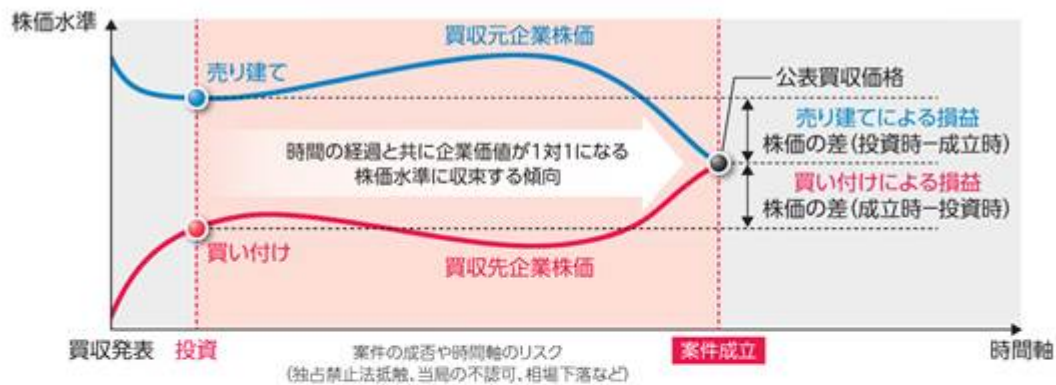 株価水準
買収元企業株価
売り建て
公表買収価格
売り建てによる損益
株価の差(投資時ー成立時)
時間の経過と共に企業価値が1対1になる
株価水準に収束する傾向
買い付けによる損益
株価の差(成立時ー投資時)
買い付け
買収先企業株価
買収発表
投資
案件の成否や時間軸のリスク
(独占禁止法抵触、当局の不認可、相場下落など)
案件成立
時間軸